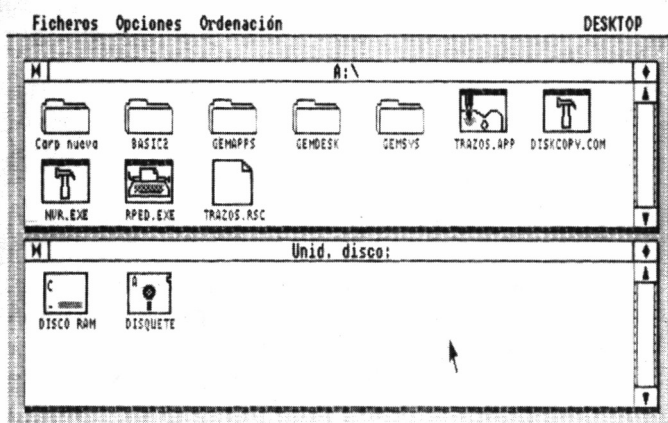 Ficheros Opciones Ordenación DESKTOP
A:\
Carp nueva BASIC2 GEMAPPS GEMDESK GEMSYS TRAZOS.APP DISKCOPY.COM
NVR.EXE RPED.EXE TRAZOS.RSC
Unid. disco:
C A
DISCO RAM DISQUETE